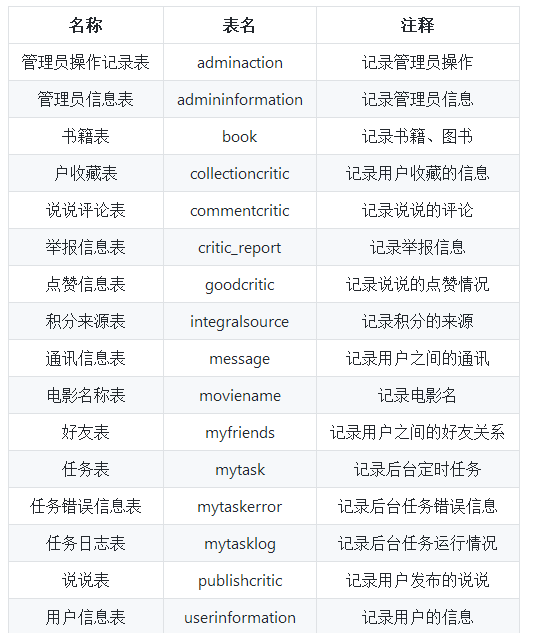 名称 表名 注释
管理员操作记录表 adminaction 记录管理员操作
管理员信息表 admininformation 记录管理员信息
书籍表 book 记录书籍、图书
户收藏表 collectioncritic 记录用户收藏的信息
说说评论表 commentcritic 记录说说的评论
举报信息表 critic_report 记录举报信息
点赞信息表 goodcritic 记录说说的点赞情况
积分来源表 integralsource 记录积分的来源
通讯信息表 message 记录用户之间的通讯
电影名称表 moviename 记录电影名
好友表 myfriends 记录用户之间的好友关系
任务表 mytask 记录后台定时任务
任务错误信息表 mytaskerror 记录后台任务错误信息
任务日志表 mytasklog 记录后台任务运行情况
说说表 publishcritic 记录用户发布的说说
用户信息表 userinformation 记录用户的信息